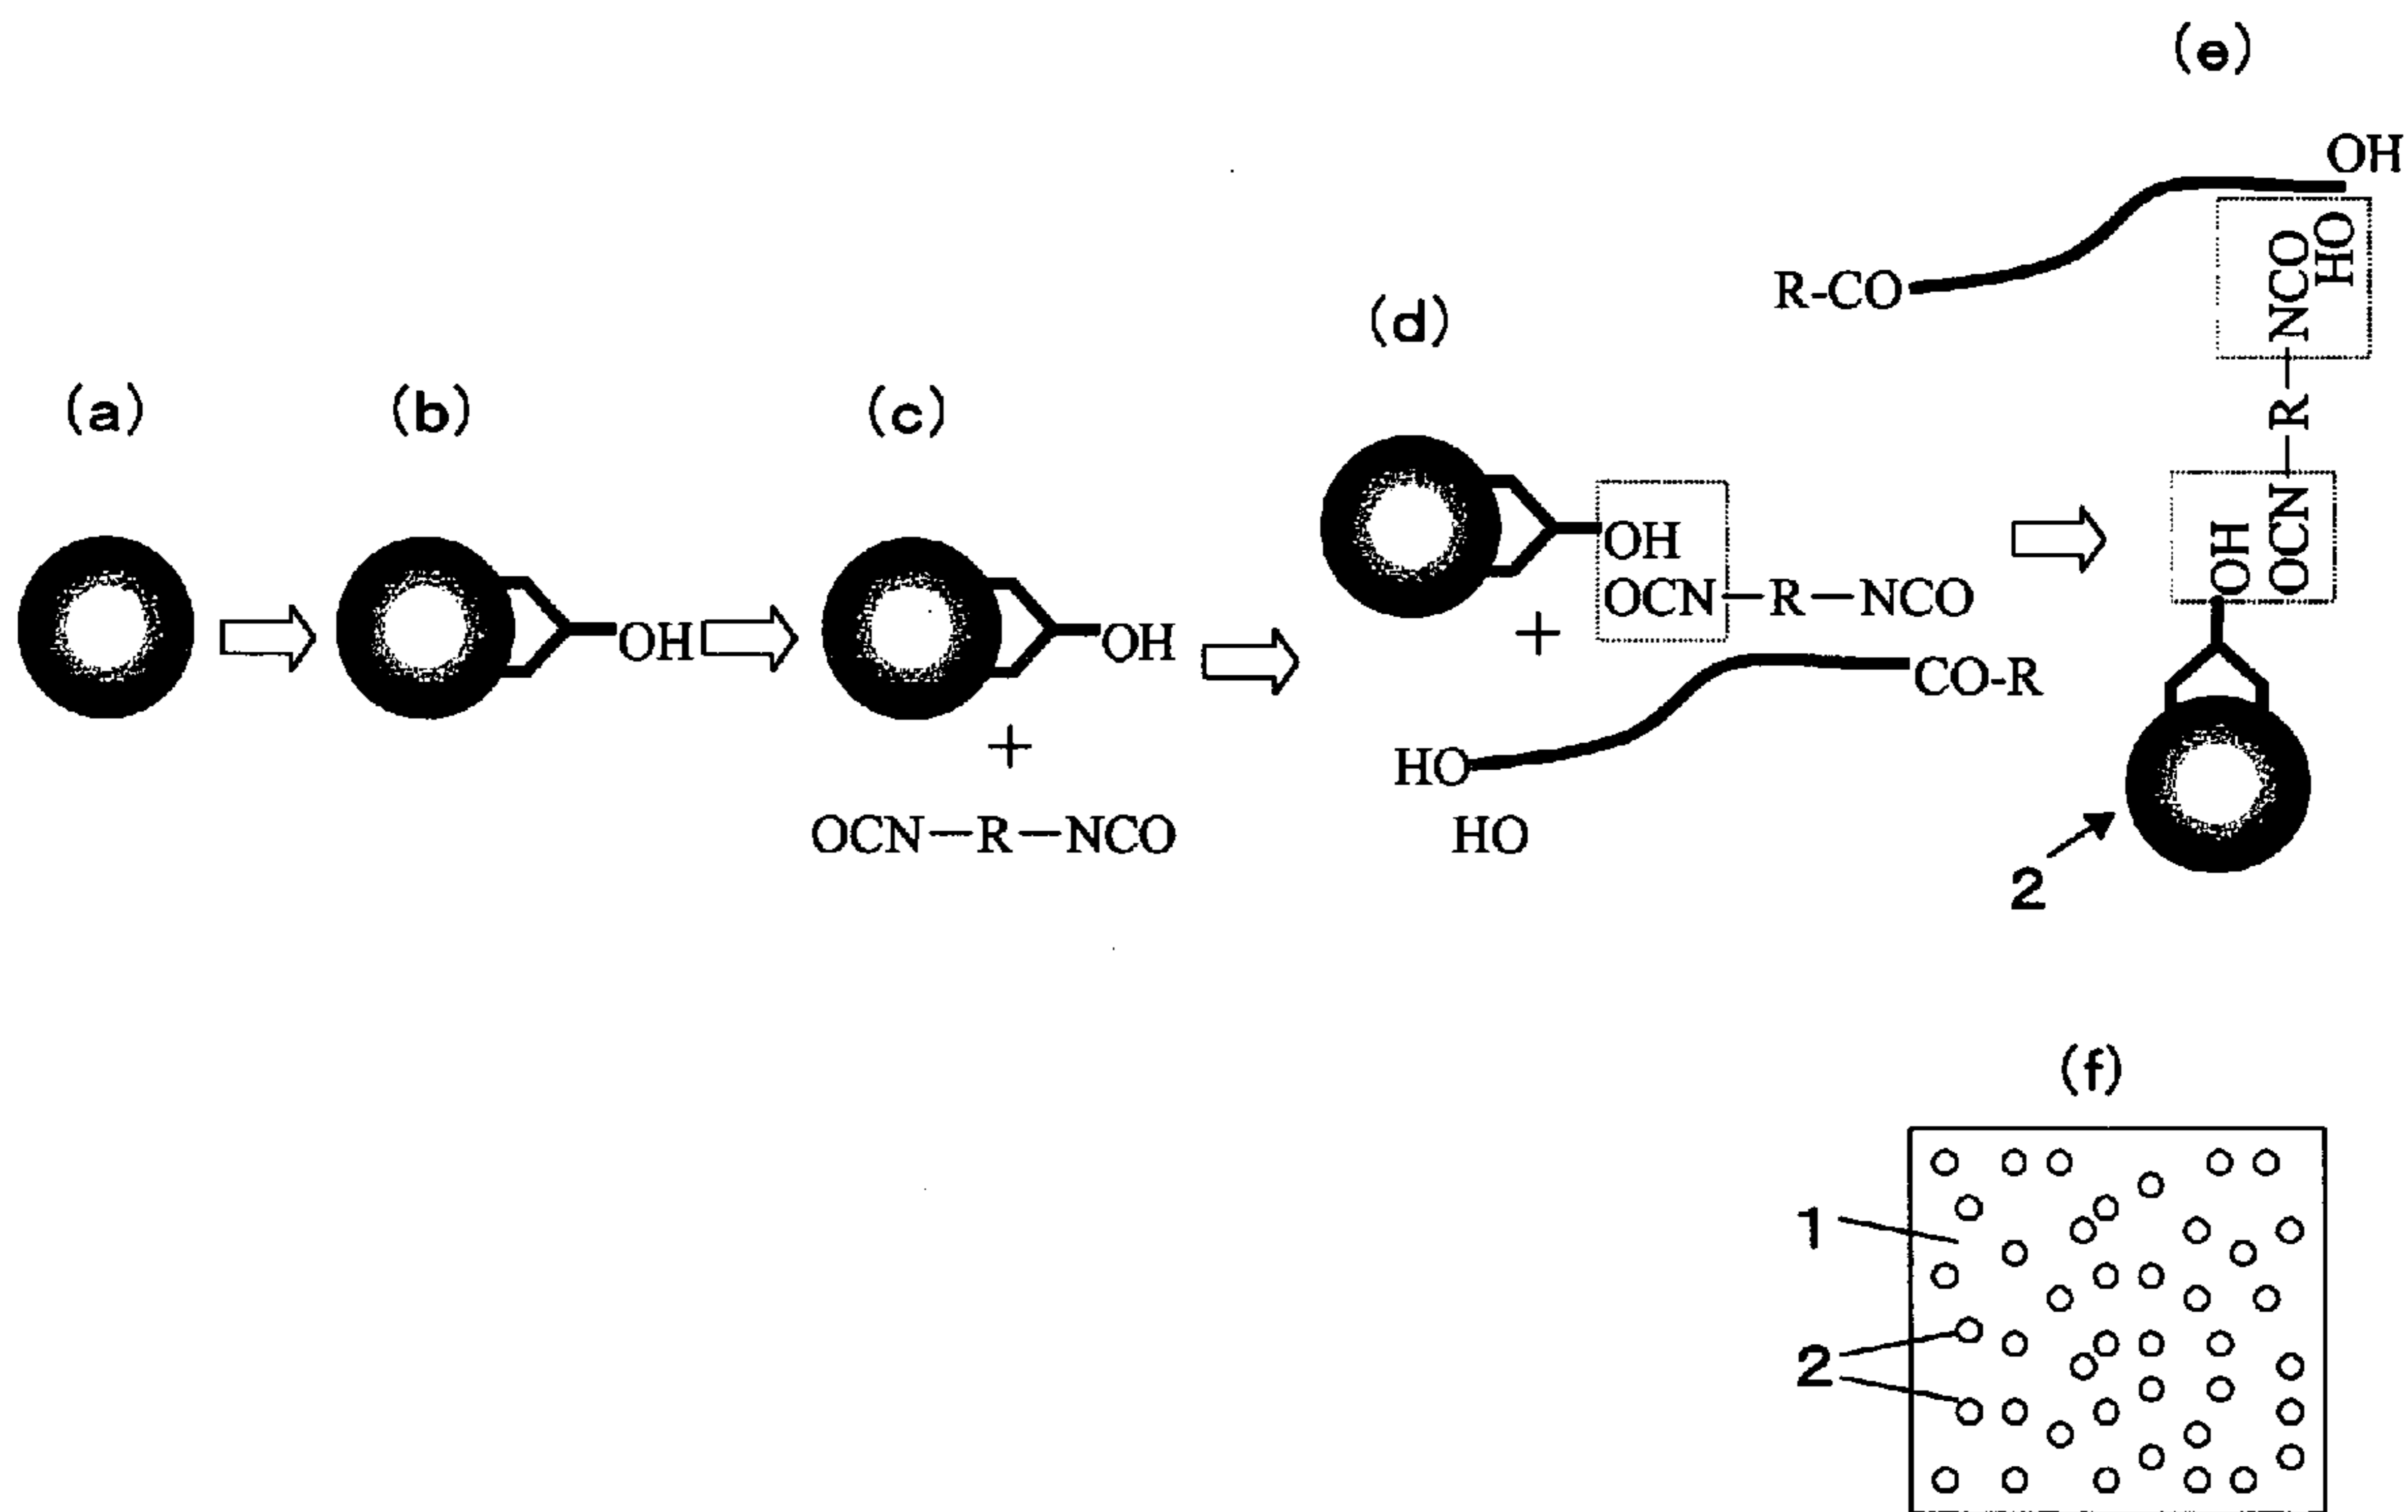 (a)
(b)
OH
(c)
OH
+
OCN—R—NCO
(d)
OH
OCN—R—NCO
+
CO-R
HO
HO
(e)
OH
R-CO
HO
NCO
R
OCN
OH
2
(f)
1
2